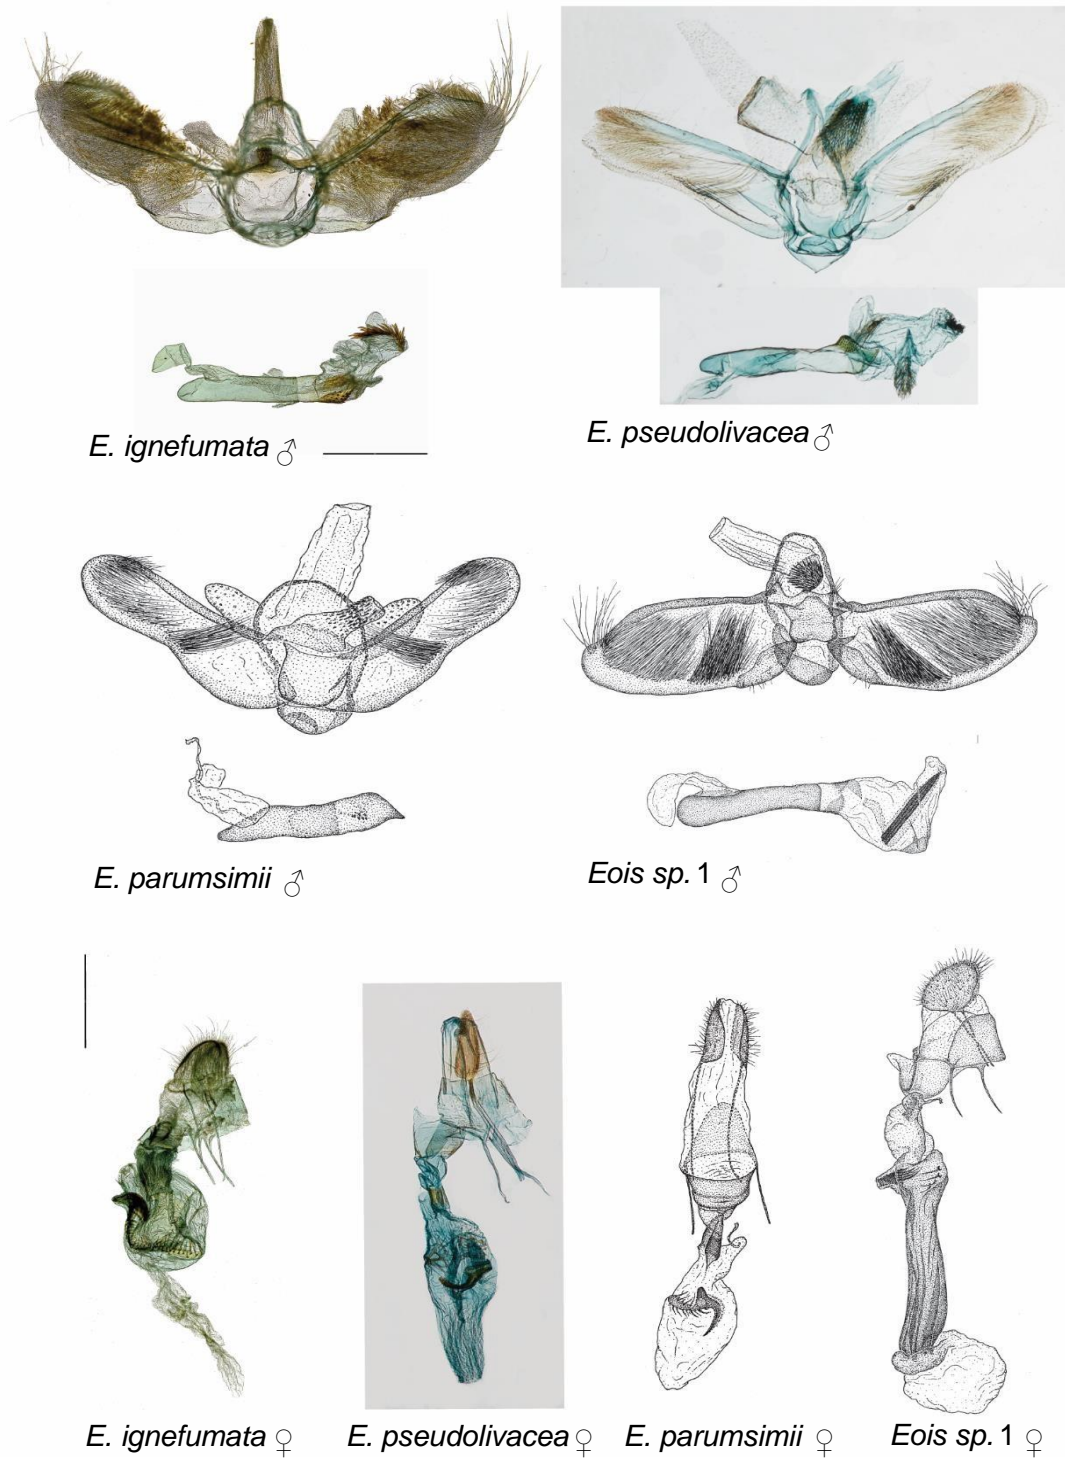 E. ignefumata ♂
E. pseudolivacea ♂
E. parumsimii ♂
Eois sp. 1 ♂
E. ignefumata ♀
E. pseudolivacea ♀
E. parumsimii ♀
Eois sp. 1 ♀